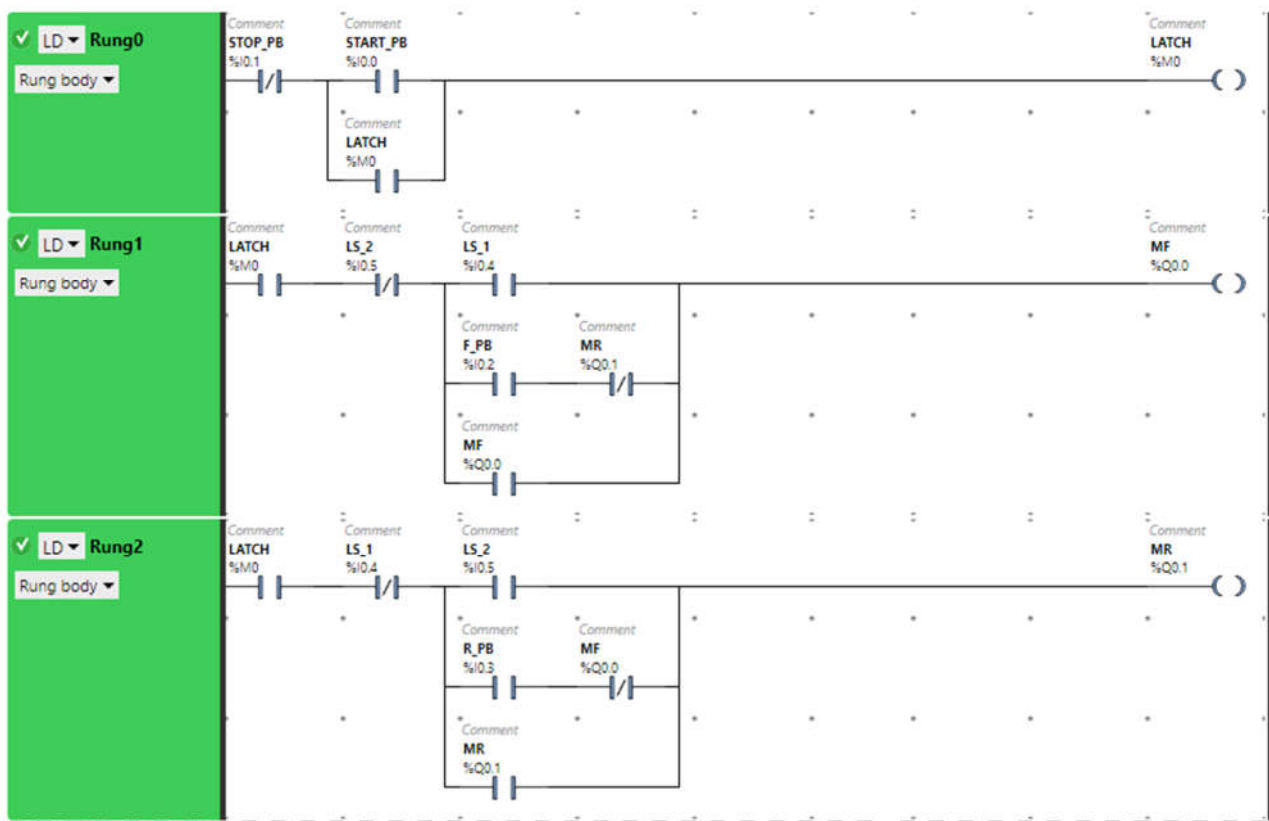 Comment Comment Comment
LD Rung0 STOP_PB START_PB LATCH
%I0.1 %I0.0 %M0
Rung body
Comment
LATCH
%M0
Comment Comment Comment Comment
LD Rung1 LATCH LS_2 LS_1 MF
%M0 %I0.5 %I0.4 %Q0.0
Rung body
Comment Comment
F_PB MR
%I0.2 %Q0.1
Comment
MF
%Q0.0
Comment Comment Comment Comment
LD Rung2 LATCH LS_1 LS_2 MR
%M0 %I0.4 %I0.5 %Q0.1
Rung body
Comment Comment
R_PB MF
%I0.3 %Q0.0
Comment
MR
%Q0.1